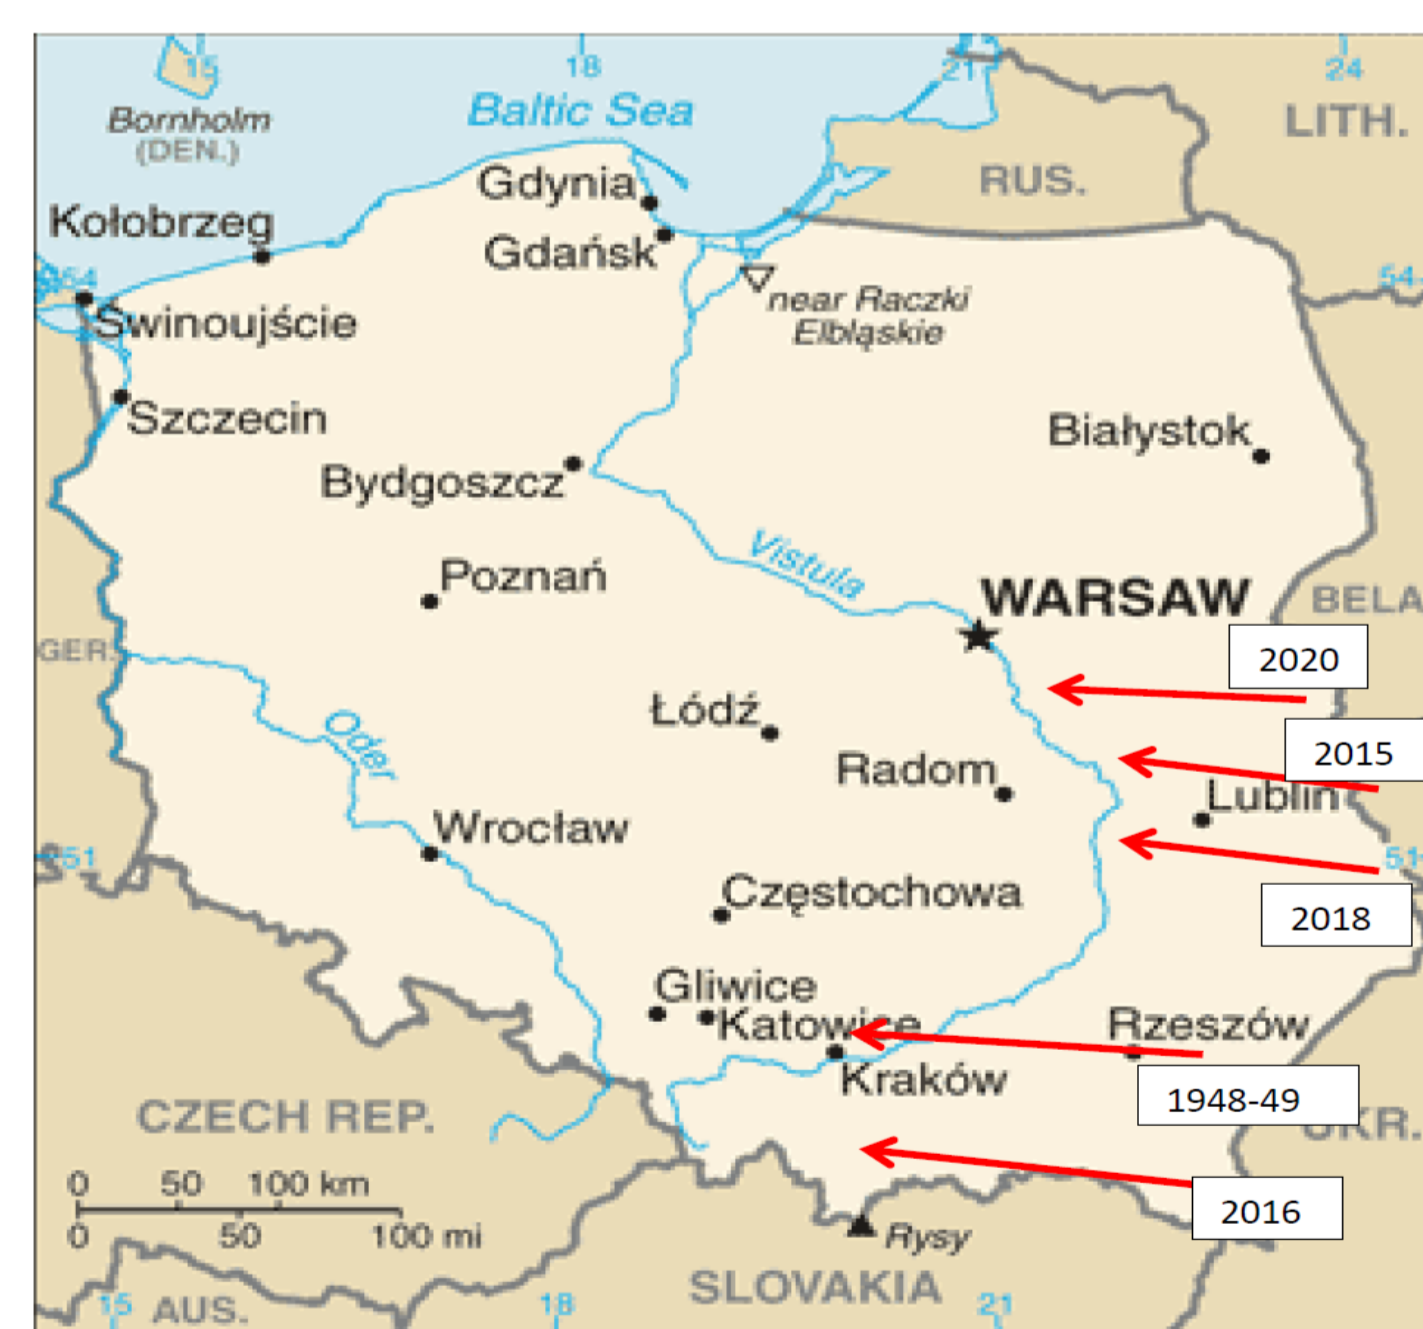 15
18
21
24
Baltic Sea
Bornholm
(DEN.)
LITH.
RUS.
Gdynia
Kołobrzeg
Gdańsk
54
54
near Raczki
Elbląskie
Świnoujście
Szczecin
Białystok
Bydgoszcz
Vistula
Poznań
WARSAW
BELA
GER.
2020
Łódź
Oder
2015
Radom
Lublin
Wrocław
51
51
Częstochowa
2018
Gliwice
Katowice
Rzeszów
Kraków
1948-49
CZECH REP.
UKR.
0 50 100 km
0 50 100 mi
2016
Rysy
SLOVAKIA
15
AUS.
18
21